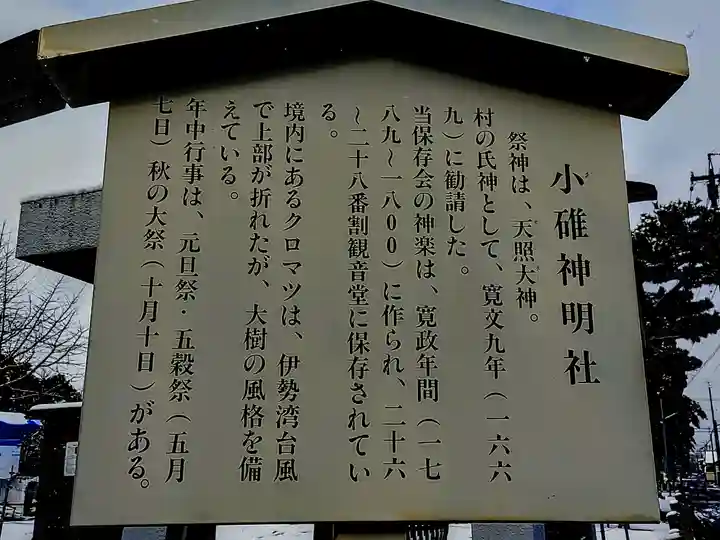 小碓神明社
祭神は、天照大神。
村の氏神として、寛文九年（一六六
九）に勧請した。
当保存会の神楽は、寛政年間（一七
八九～一八〇〇）に作られ、二十六
～二十八番割観音堂に保存されてい
る。
境内にあるクロマツは、伊勢湾台風
で上部が折れたが、大樹の風格を備
えている。
年中行事は、元旦祭・五穀祭（五月
七日）秋の大祭（十月十日）がある。